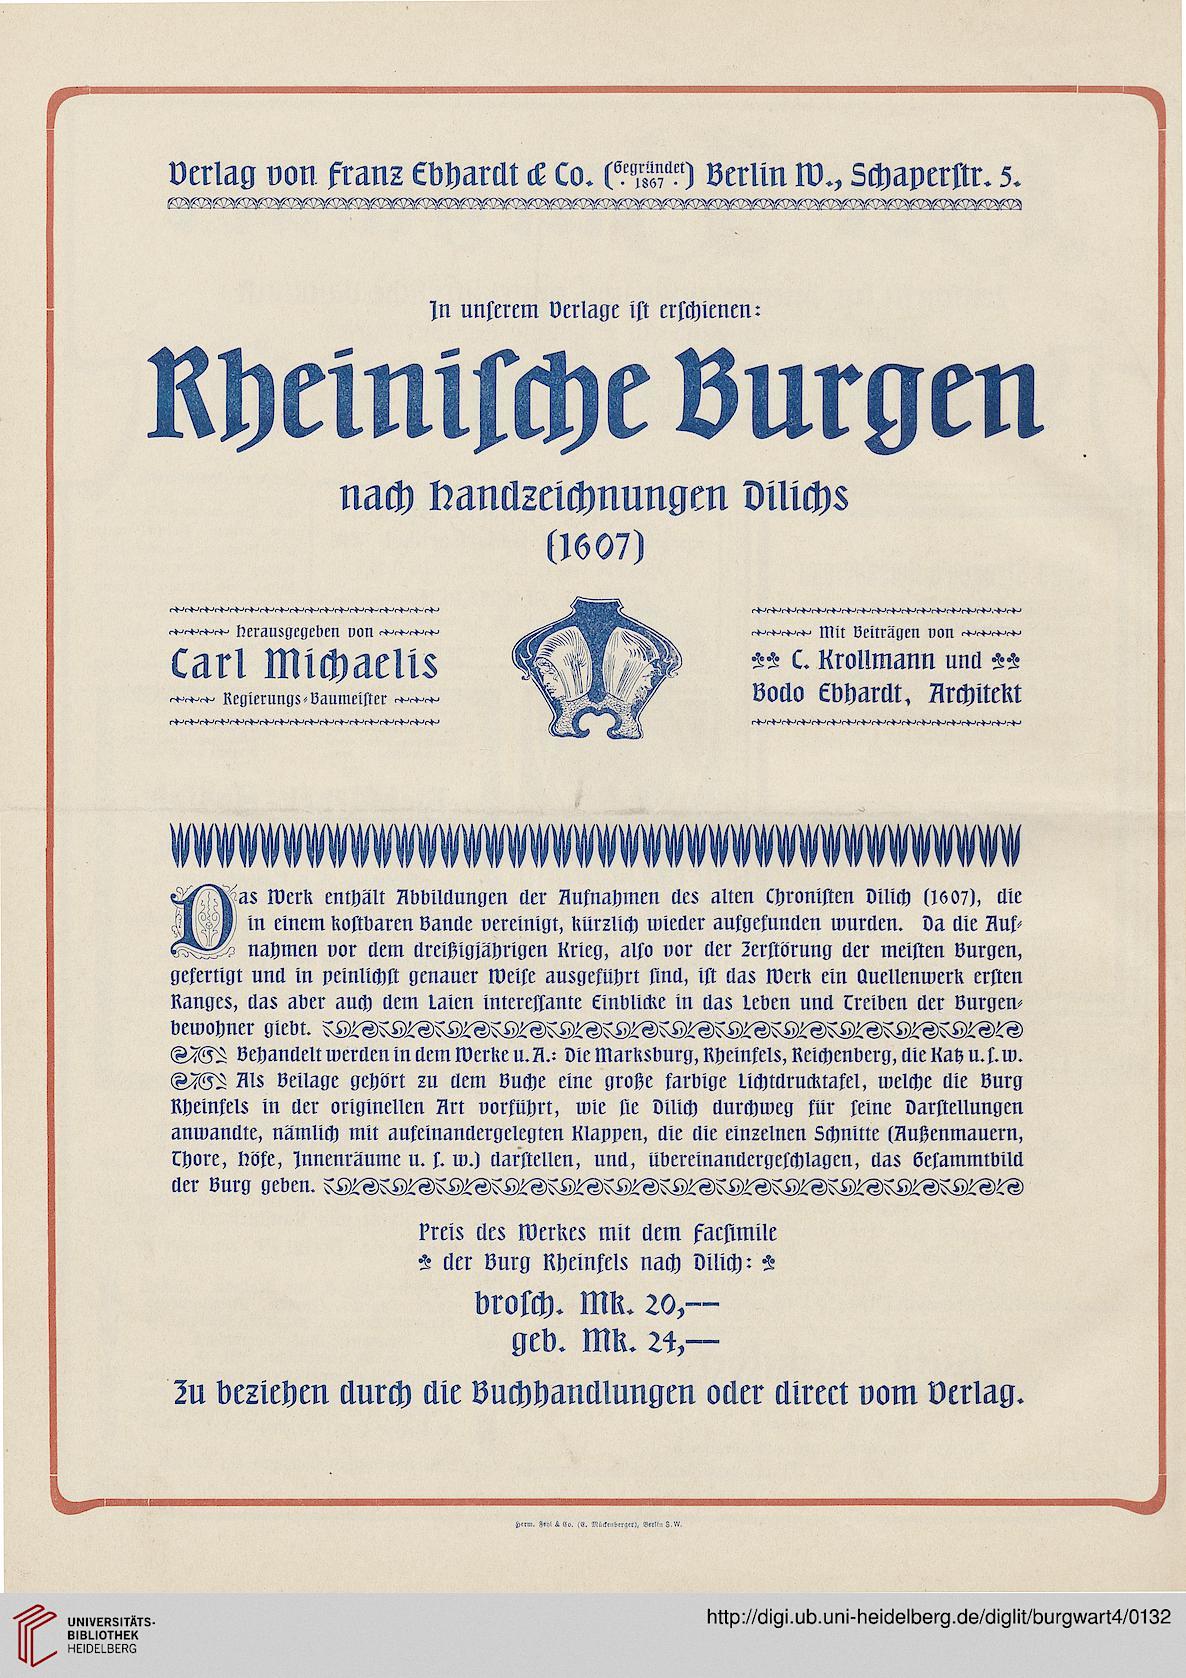 Verlag von Franz Ebhardt & Co. (Gegründet · 1867 ·) Berlin W., Schaperſtr. 5.
In unſerem Verlage iſt erſchienen:
Rheiniſche Burgen
nach Handzeichnungen Dilichs
(1607)
Herausgegeben von
Carl Michaelis
Regierungs-Baumeiſter
Mit Beiträgen von
C. Krollmann und
Bodo Ebhardt, Architekt
Das Werk enthält Abbildungen der Aufnahmen des alten Chroniſten Dilich (1607), die
in einem koſtbaren Bande vereinigt, kürzlich wieder aufgefunden wurden. Da die Auf-
nahmen vor dem dreißigjährigen Krieg, alſo vor der Zerſtörung der meiſten Burgen,
gefertigt und in peinlichſt genauer Weiſe ausgeführt ſind, iſt das Werk ein Quellenwerk erſten
Ranges, das aber auch dem Laien intereſſante Einblicke in das Leben und Treiben der Burgen-
bewohner giebt.
Behandelt werden in dem Werke u. A.: Die Marksburg, Rheinfels, Reichenberg, die Katz u. ſ. w.
Als Beilage gehört zu dem Buche eine große farbige Lichtdrucktafel, welche die Burg
Rheinfels in der originellen Art vorführt, wie ſie Dilich durchweg für ſeine Darſtellungen
anwandte, nämlich mit aufeinandergelegten Klappen, die die einzelnen Schnitte (Außenmauern,
Thore, Höfe, Innenräume u. ſ. w.) darſtellen, und, übereinandergeſchlagen, das Geſammtbild
der Burg geben.
Preis des Werkes mit dem Facſimile
der Burg Rheinfels nach Dilich:
broſch. Mk. 20,—
geb. Mk. 24,—
Zu beziehen durch die Buchhandlungen oder direct vom Verlag.
Herm. Feyl & Co. (E. Mückenberger), Berlin S.W.
UNIVERSITÄTS-
BIBLIOTHEK
HEIDELBERG
http://digi.ub.uni-heidelberg.de/diglit/burgwart4/0132